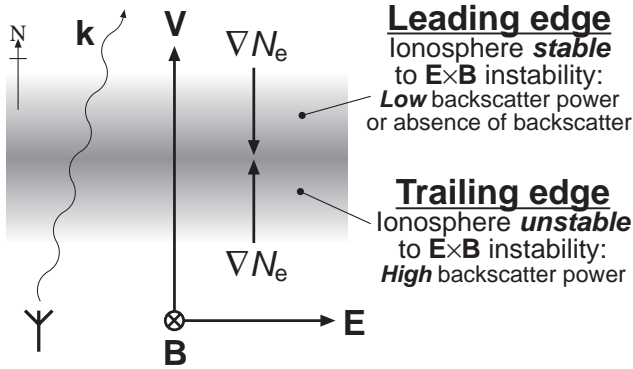 N
k
V
∇Nₑ
Leading edge
Ionosphere stable
to E×B instability:
Low backscatter power
or absence of backscatter
Trailing edge
Ionosphere unstable
to E×B instability:
High backscatter power
∇Nₑ
E
B